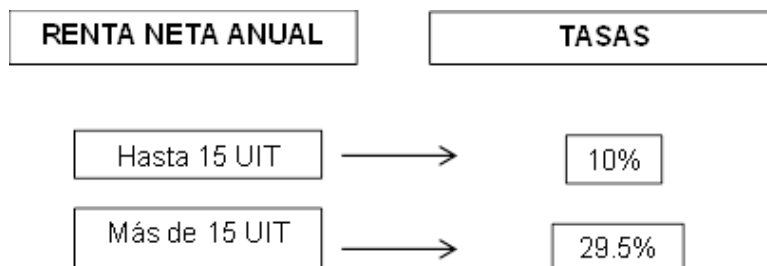 RENTA NETA ANUAL
TASAS
Hasta 15 UIT
10%
Más de 15 UIT
29.5%